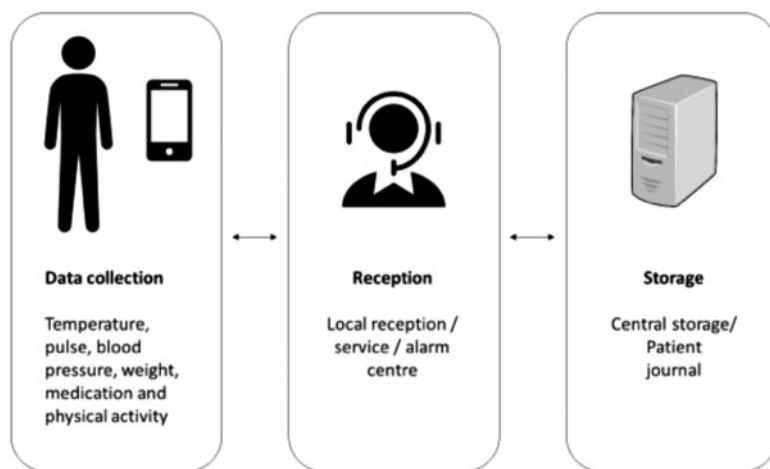 Data collection
Temperature,
pulse, blood
pressure, weight,
medication and
physical activity
Reception
Local reception /
service / alarm
centre
Storage
Central storage/
Patient
journal